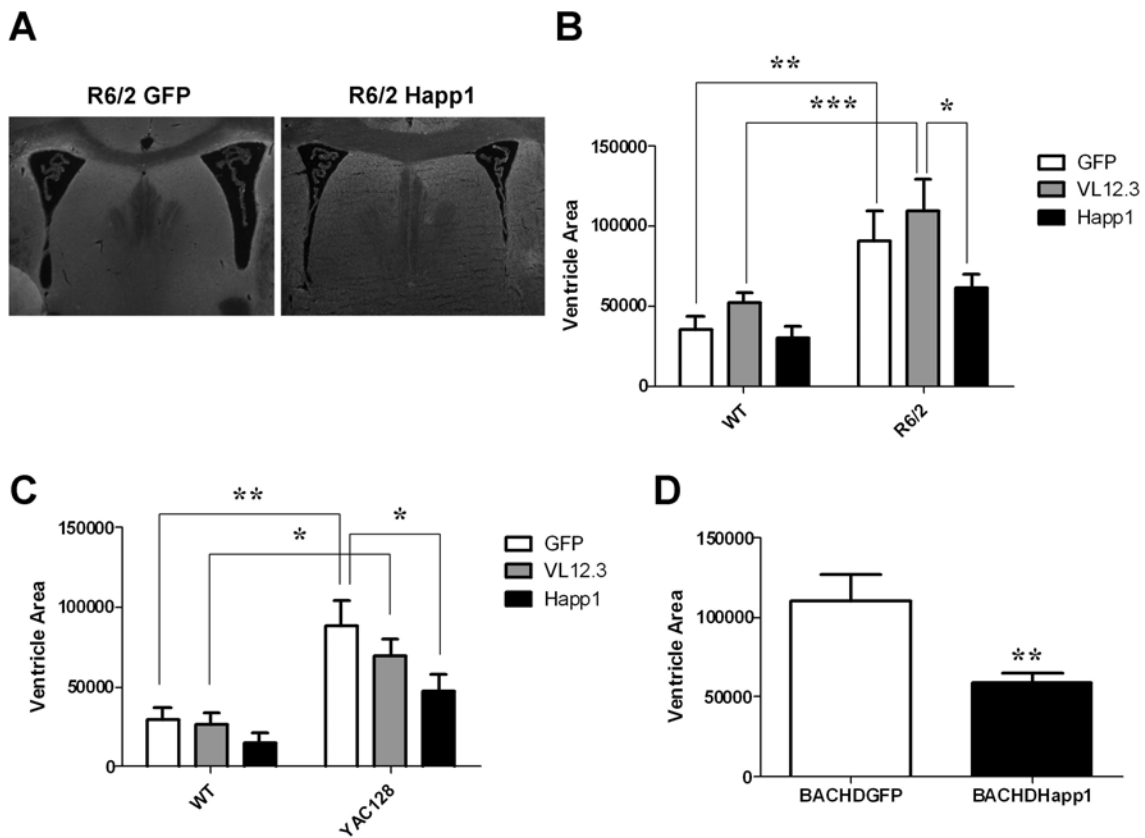 A
R6/2 GFP
R6/2 Happ1
B
**
***
*
150000
100000
50000
0
Ventricle Area
WT
R6/2
GFP
VL12.3
Happ1
C
**
*
*
150000
100000
50000
0
Ventricle Area
WT
YAC128
GFP
VL12.3
Happ1
D
150000
100000
50000
0
Ventricle Area
**
BACHDGFP
BACHDHapp1